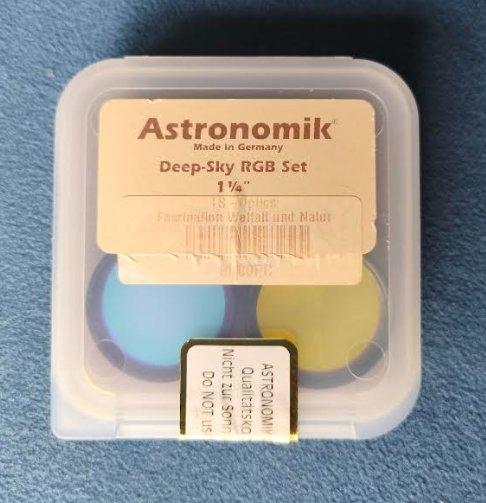 Astronomik®
Made in Germany
Deep-Sky RGB Set
1¼"
TS - Optics
Faszination Weltall und Natur
ASTRONOMIK
Qualitätsko
Nicht zur Sonn
Do NOT us